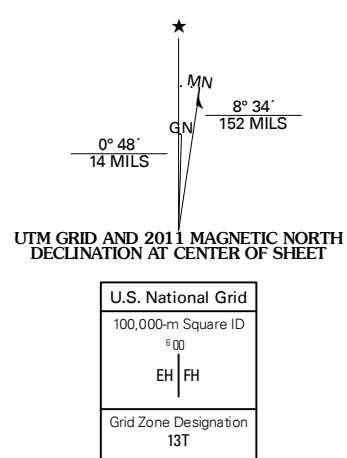 ★
MN
GN
8° 34´
152 MILS
0° 48´
14 MILS
UTM GRID AND 2011 MAGNETIC NORTH
DECLINATION AT CENTER OF SHEET
U.S. National Grid
100,000-m Square ID
6 00
EH FH
Grid Zone Designation
13T